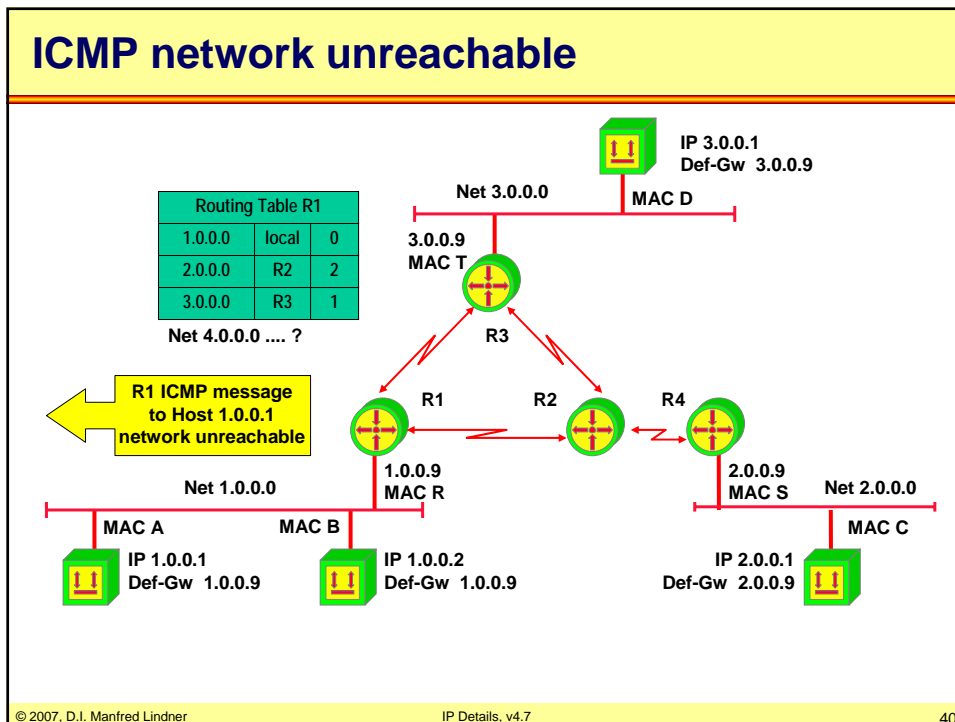 ICMP network unreachable
IP 3.0.0.1
Def-Gw 3.0.0.9
Net 3.0.0.0
MAC D
Routing Table R1
1.0.0.0 local 0
2.0.0.0 R2 2
3.0.0.0 R3 1
3.0.0.9
MAC T
Net 4.0.0.0 .... ?
R3
R1 ICMP message
to Host 1.0.0.1
network unreachable
R1
R2
R4
1.0.0.9
MAC R
2.0.0.9
MAC S
Net 1.0.0.0
Net 2.0.0.0
MAC A
MAC B
MAC C
IP 1.0.0.1
Def-Gw 1.0.0.9
IP 1.0.0.2
Def-Gw 1.0.0.9
IP 2.0.0.1
Def-Gw 2.0.0.9
© 2007, D.I. Manfred Lindner
IP Details, v4.7
40